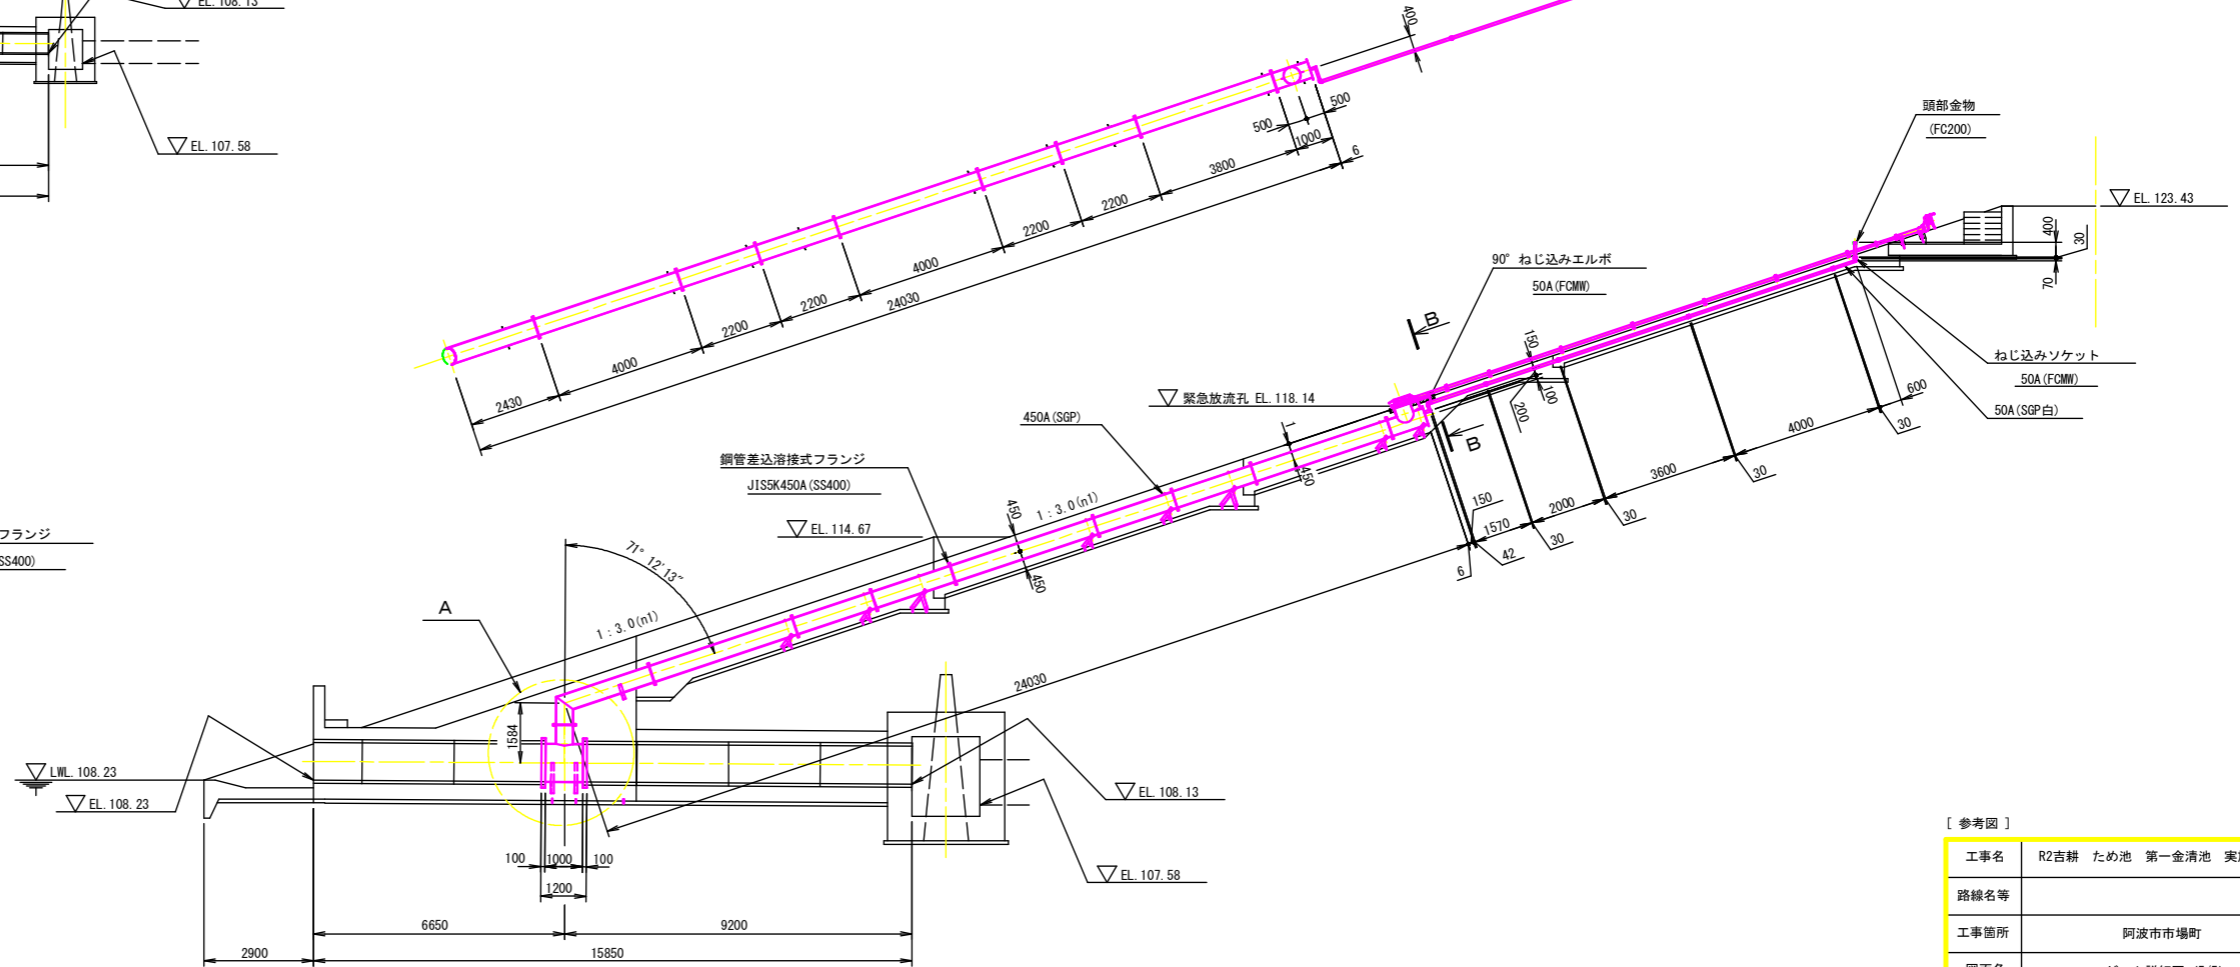 EL.108.13
EL.107.58
フランジ
SS400)
400
500
500
1000
6
3800
2200
2200
4000
24030
2200
2200
4000
2430
頭部金物
(FC200)
EL.123.43
400
30
70
90° ねじ込みエルボ
50A(FCMW)
B
B
ねじ込みソケット
50A(FCMW)
50A(SGP白)
緊急放流孔 EL.118.14
450A(SGP)
鋼管差込溶接式フランジ
JIS5K450A(SS400)
150
100
200
600
30
4000
30
3600
30
2000
30
1570
150
42
6
1
450
1:3.0(n1)
450
450
EL.114.67
71°12'13"
1:3.0(n1)
A
24030
1584
LWL.108.23
EL.108.23
EL.108.13
EL.107.58
100
1000
100
1200
6650
9200
2900
15850
[ 参考図 ]
工事名 R2吉耕 ため池 第一金清池 実
路線名等
工事箇所 阿波市市場町